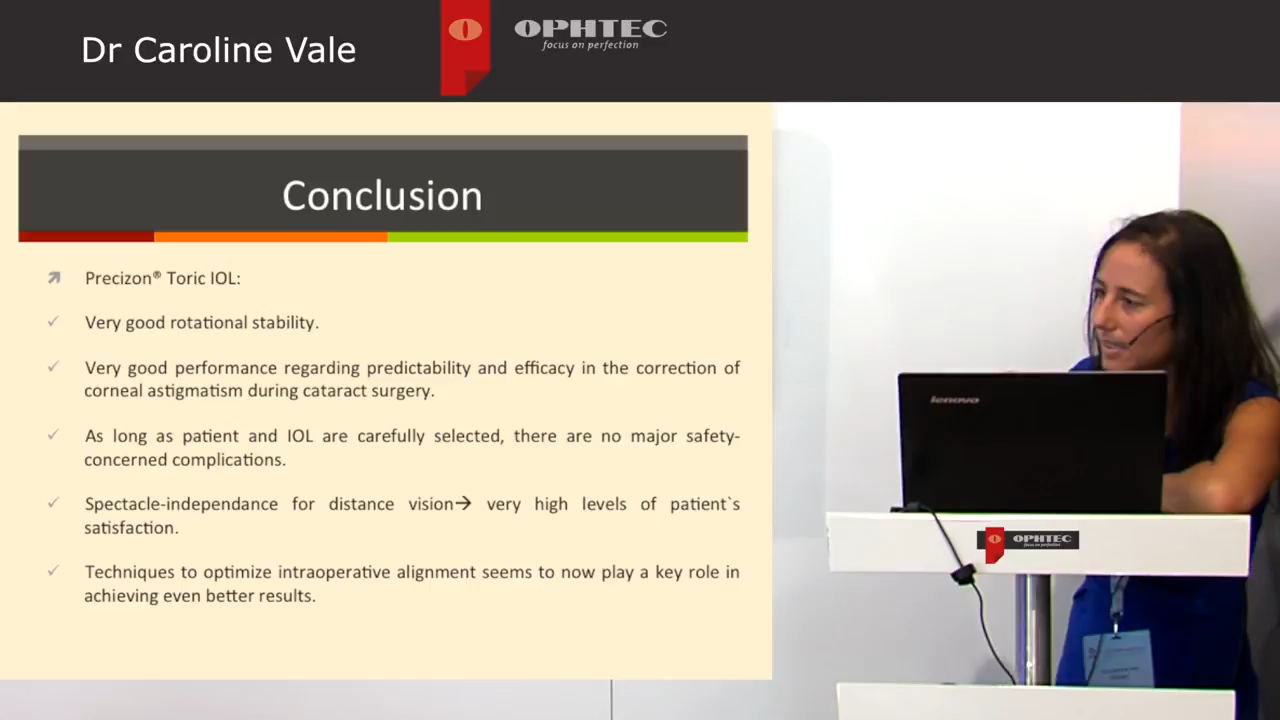 Dr Caroline Vale
OPHTEC
focus on perfection
Conclusion
Precizon® Toric IOL:
Very good rotational stability.
Very good performance regarding predictability and efficacy in the correction of
corneal astigmatism during cataract surgery.
As long as patient and IOL are carefully selected, there are no major safety-
concerned complications.
Spectacle-independance for distance vision→ very high levels of patient`s
satisfaction.
Techniques to optimize intraoperative alignment seems to now play a key role in
achieving even better results.
lenovo
OPHTEC
focus on perfection